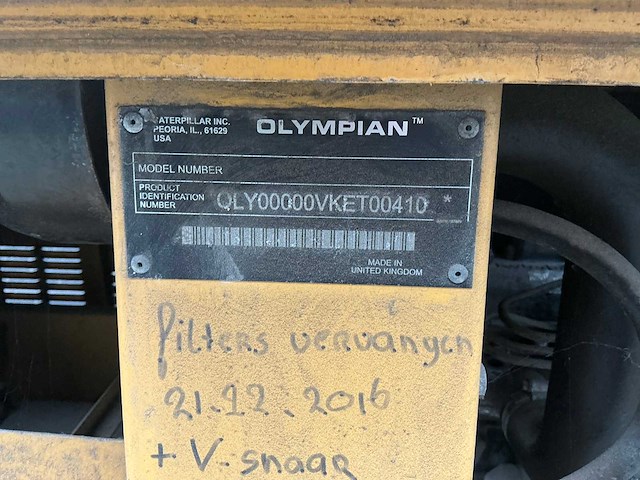 CATERPILLAR INC.
PEORIA, IL., 61629
USA
OLYMPIAN™
MODEL NUMBER
PRODUCT
IDENTIFICATION
NUMBER
OLY00000VKET00410 *
MADE IN
UNITED KINGDOM
filters vervangen
21.12.2016
+ V-snaar